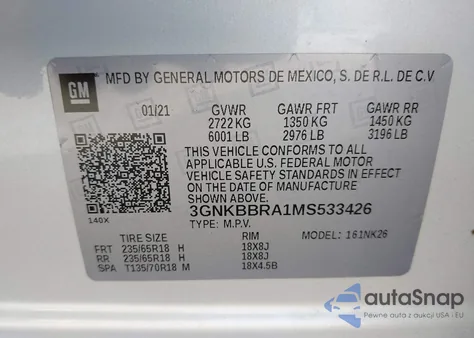 GM
MFD BY GENERAL MOTORS DE MEXICO, S. DE R.L. DE C.V
01/21 GVWR GAWR FRT GAWR RR
2722 KG 1350 KG 1450 KG
6001 LB 2976 LB 3196 LB
THIS VEHICLE CONFORMS TO ALL
APPLICABLE U.S. FEDERAL MOTOR
VEHICLE SAFETY STANDARDS IN EFFECT
ON THE DATE OF MANUFACTURE
SHOWN ABOVE.
3GNKBBRA1MS533426
140X TYPE: M.P.V. MODEL: 161NK26
TIRE SIZE RIM
FRT 235/65R18 H 18X8J
RR 235/65R18 H 18X8J
SPA T135/70R18 M 18X4.5B
autoSnap
Pewne auta z aukcji USA i EU